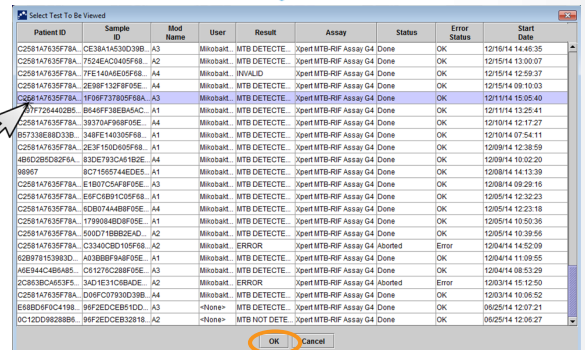 Select Test To Be Viewed
Patient ID Sample ID Mod Name User Result Assay Status Error Status Start Date
C2581A7635F78A... CE38A1A530D39B... A3 Mikobakt... MTB DETECTE... Xpert MTB-RIF Assay G4 Done OK 12/16/14 14:46:35
C2581A7635F78A... 7524EAC0405F68... A2 Mikobakt... MTB DETECTE... Xpert MTB-RIF Assay G4 Done OK 12/15/14 13:00:07
C2581A7635F78A... 7FE140A6E05F68... A4 Mikobakt... INVALID Xpert MTB-RIF Assay G4 Done OK 12/15/14 12:59:37
C2581A7635F78A... 2E98F132F8F05E... A4 Mikobakt... MTB DETECTE... Xpert MTB-RIF Assay G4 Done OK 12/15/14 09:10:03
C2581A7635F78A... 1F06F737805F68A... A3 Mikobakt... MTB DETECTE... Xpert MTB-RIF Assay G4 Done OK 12/11/14 15:05:40
F7264402B5... B646FF38EBA5AC... A1 Mikobakt... MTB DETECTE... Xpert MTB-RIF Assay G4 Done OK 12/11/14 13:25:41
C2581A7635F78A... 39370AF968F05E... A4 Mikobakt... MTB DETECTE... Xpert MTB-RIF Assay G4 Done OK 12/10/14 12:17:27
B57338E88D33B... 348FE140305F68... A1 Mikobakt... MTB DETECTE... Xpert MTB-RIF Assay G4 Done OK 12/10/14 07:54:11
C2581A7635F78A... 2E3F150D605F68... A1 Mikobakt... MTB DETECTE... Xpert MTB-RIF Assay G4 Done OK 12/09/14 12:38:59
4B6D2B5D82F6A... 83DE793CA61B2E... A4 Mikobakt... MTB DETECTE... Xpert MTB-RIF Assay G4 Done OK 12/09/14 10:02:20
98967 8C71565744EDE5... A1 Mikobakt... MTB DETECTE... Xpert MTB-RIF Assay G4 Done OK 12/08/14 14:13:39
C2581A7635F78A... E1B07C5AF8F05E... A3 Mikobakt... MTB DETECTE... Xpert MTB-RIF Assay G4 Done OK 12/08/14 09:29:16
C2581A7635F78A... E6FC6B91C05F68... A1 Mikobakt... MTB DETECTE... Xpert MTB-RIF Assay G4 Done OK 12/05/14 12:32:23
C2581A7635F78A... 6DB074A4B8F05E... A4 Mikobakt... MTB DETECTE... Xpert MTB-RIF Assay G4 Done OK 12/05/14 12:23:18
C2581A7635F78A... 1799084BD8F05E... A1 Mikobakt... MTB DETECTE... Xpert MTB-RIF Assay G4 Done OK 12/05/14 10:50:36
C2581A7635F78A... 500D71BBB2EAD... A2 Mikobakt... MTB DETECTE... Xpert MTB-RIF Assay G4 Done OK 12/05/14 10:39:56
C2581A7635F78A... C3340CBD105F68... A2 Mikobakt... ERROR Xpert MTB-RIF Assay G4 Aborted Error 12/04/14 14:52:09
62B978153983D... A03BBBF9A8F05E... A1 Mikobakt... MTB DETECTE... Xpert MTB-RIF Assay G4 Done OK 12/04/14 11:09:55
A6E944C4B6A85... C61276C288F05E... A3 Mikobakt... MTB DETECTE... Xpert MTB-RIF Assay G4 Done OK 12/04/14 08:53:29
2C863BCA653F5... 3AD1E31C6BADE... A2 Mikobakt... ERROR Xpert MTB-RIF Assay G4 Aborted Error 12/03/14 15:12:50
C2581A7635F78A... D06FC07930D39B... A4 Mikobakt... MTB DETECTE... Xpert MTB-RIF Assay G4 Done OK 12/03/14 10:06:52
E68BD6F0C4198... 96F2EDCEB51DD... A3 <None> MTB DETECTE... Xpert MTB-RIF Assay G4 Done OK 06/25/14 12:07:21
0C12DD98288B6... 96F2EDCEB32818... A2 <None> MTB NOT DETE... Xpert MTB-RIF Assay G4 Done OK 06/25/14 12:06:27
OK Cancel